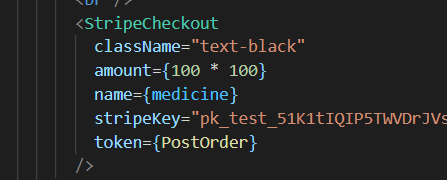 <StripeCheckout
className="text-black"
amount={100 * 100}
name={medicine}
stripeKey="pk_test_51K1tIQIP5TWVDrJVs
token={PostOrder}
/>